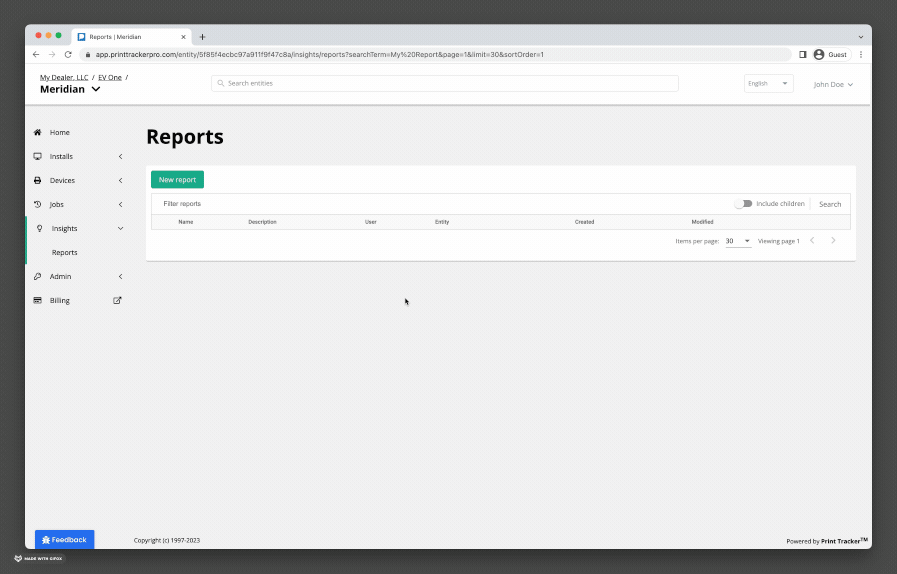 Reports | Meridian
app.printtrackerpro.com/entity/5f85f4ecbc97a911f9f47c8a/insights/reports?searchTerm=My%20Report&page=1&limit=30&sortOrder=1
Guest
My Dealer, LLC / EV One /
Meridian
Search entities
English
John Doe
Home
Installs
Devices
Jobs
Insights
Reports
Admin
Billing
Reports
New report
Filter reports
Include children
Search
Name Description User Entity Created Modified
Items per page: 30 Viewing page 1
Feedback
Copyright (c) 1997-2023
Powered by Print Tracker™
MADE WITH GIFOX